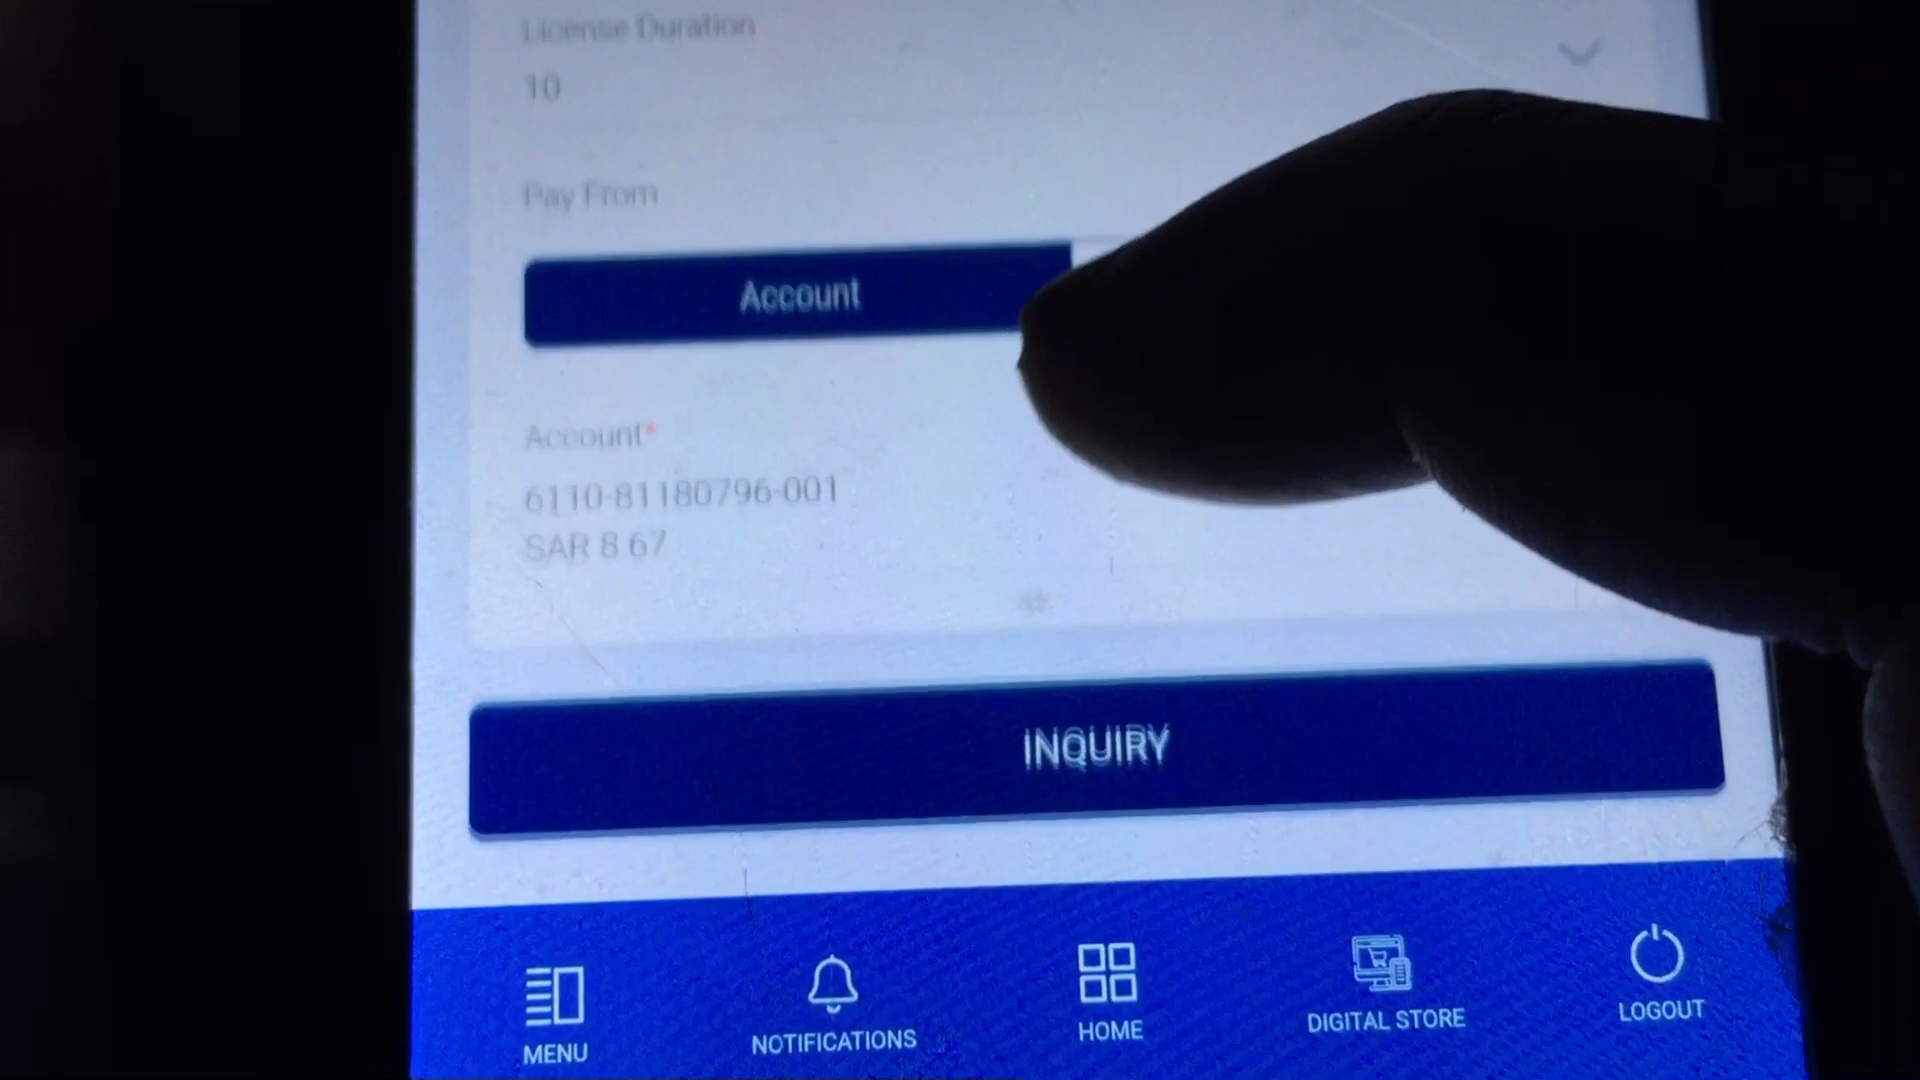 License Duration
10
Pay From
Account
Account*
6110-81180796-001
SAR 8 67
INQUIRY
MENU
NOTIFICATIONS
HOME
DIGITAL STORE
LOGOUT